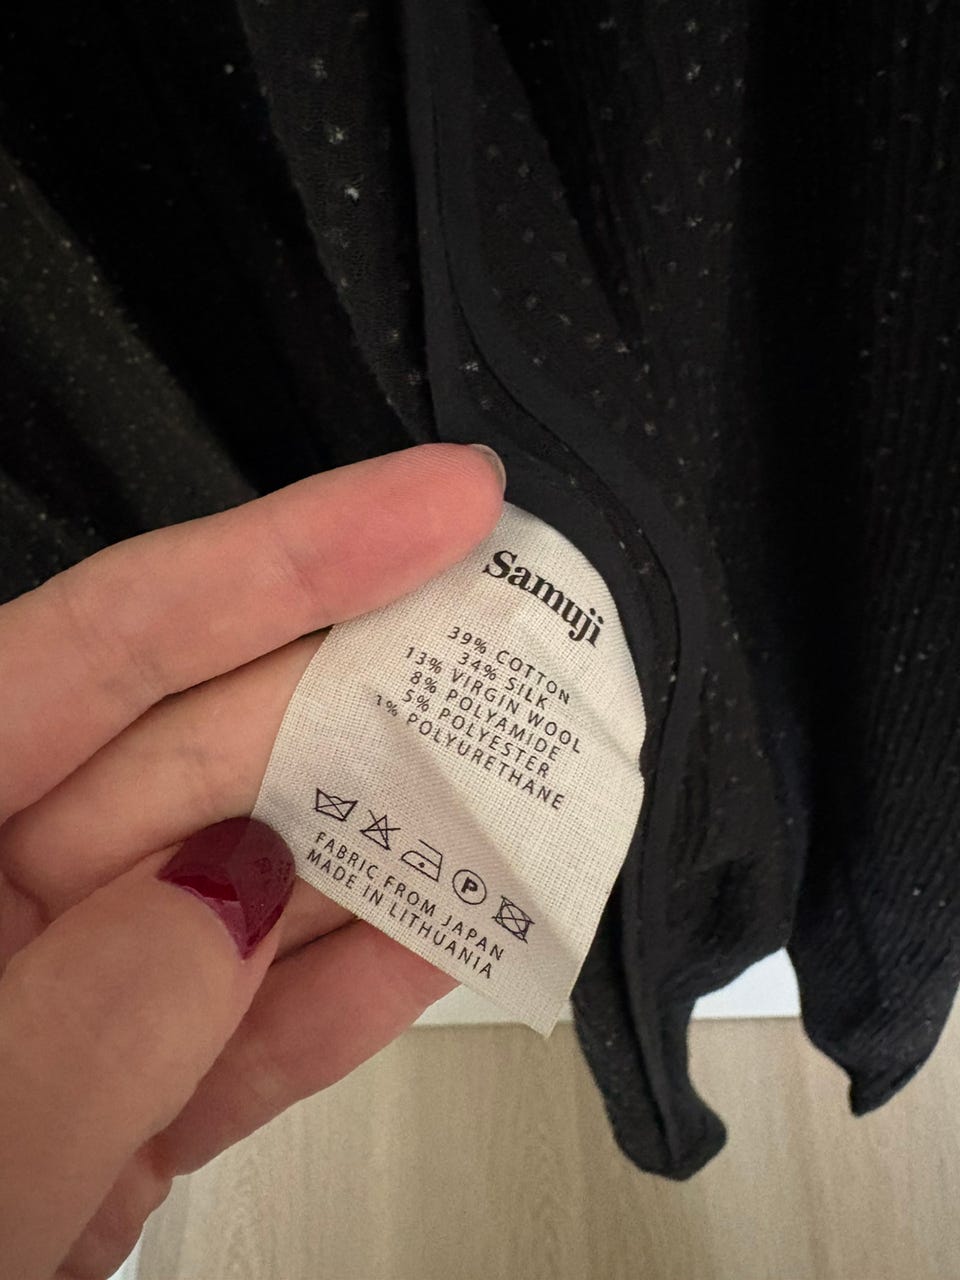 Samuji
39% COTTON
34% SILK
13% VIRGIN WOOL
8% POLYAMIDE
5% POLYESTER
1% POLYURETHANE
P
FABRIC FROM JAPAN
MADE IN LITHUANIA